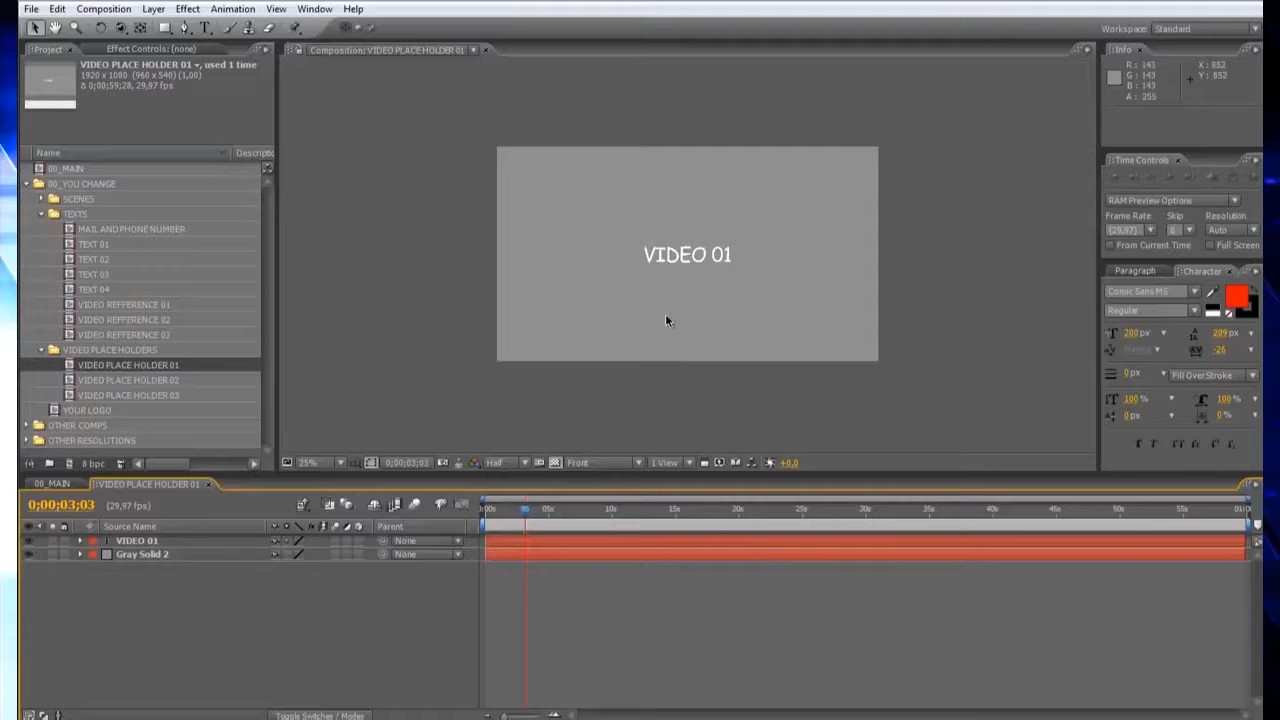 File Edit Composition Layer Effect Animation View Window Help
Workspace: Standard
Project × Effect Controls: (none)
VIDEO PLACE HOLDER 01 , used 1 time
1920 x 1080 (960 x 540) (1,00)
Δ 0;00;59;28, 29,97 fps
Name Descriptic
00_MAIN
00_YOU CHANGE
SCENES
TEXTS
MAIL AND PHONE NUMBER
TEXT 01
TEXT 02
TEXT 03
TEXT 04
VIDEO REFFERENCE 01
VIDEO REFFERENCE 02
VIDEO REFFERENCE 03
VIDEO PLACE HOLDERS
VIDEO PLACE HOLDER 01
VIDEO PLACE HOLDER 02
VIDEO PLACE HOLDER 03
YOUR LOGO
OTHER COMPS
OTHER RESOLUTIONS
8 bpc
Composition: VIDEO PLACE HOLDER 01
VIDEO 01
25% 0;00;03;03 Half Front 1 View +0,0
Info
R: 143 X: 852
G: 143 Y: 852
B: 143
A: 255
Time Controls
RAM Preview Options
Frame Rate Skip Resolution
(29,97) 0 Auto
From Current Time Full Screen
Paragraph Character
Comic Sans MS
Regular
200 px 209 px
-26
0 px Fill Over Stroke
100 % 100 %
0 px 0 %
00_MAIN VIDEO PLACE HOLDER 01
0;00;03;03 (29,97 fps)
:00s 05s 10s 15s 20s 25s 30s 35s 40s 45s 50s 55s 01:0
Source Name Parent
VIDEO 01 None
Gray Solid 2 None
Toggle Switches / Modes